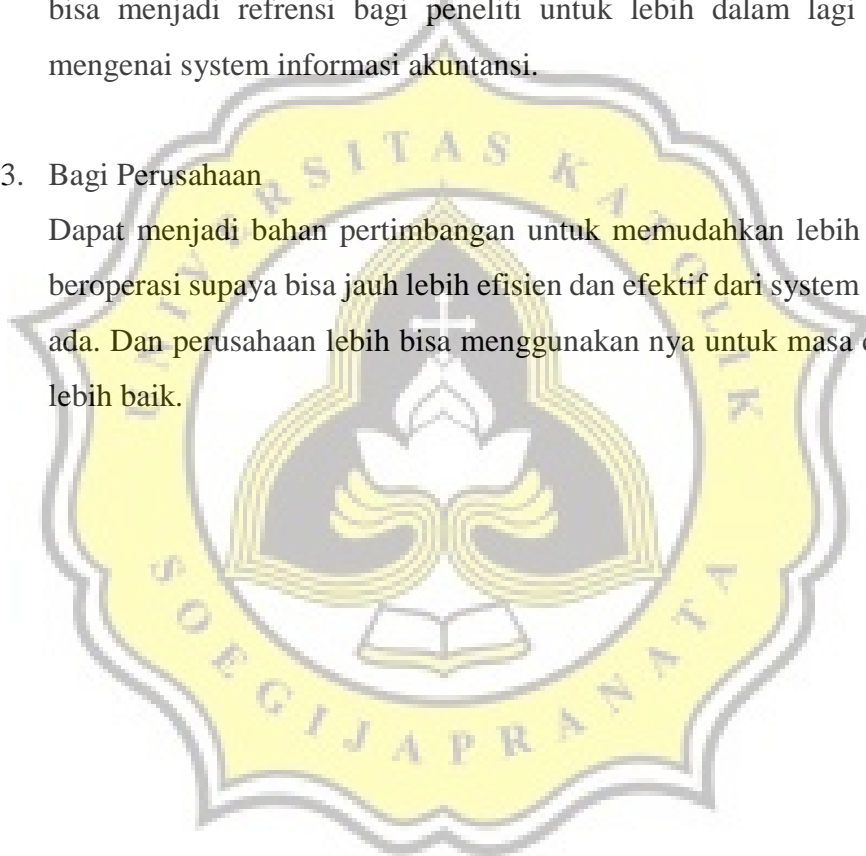 bisa menjadi refrensi bagi peneliti untuk lebih dalam lagi
mengenai system informasi akuntansi.
3. Bagi Perusahaan
Dapat menjadi bahan pertimbangan untuk memudahkan lebih
beroperasi supaya bisa jauh lebih efisien dan efektif dari system
ada. Dan perusahaan lebih bisa menggunakan nya untuk masa
lebih baik.
UNIVERSITAS KATOLIK
SOEGIJAPRANATA